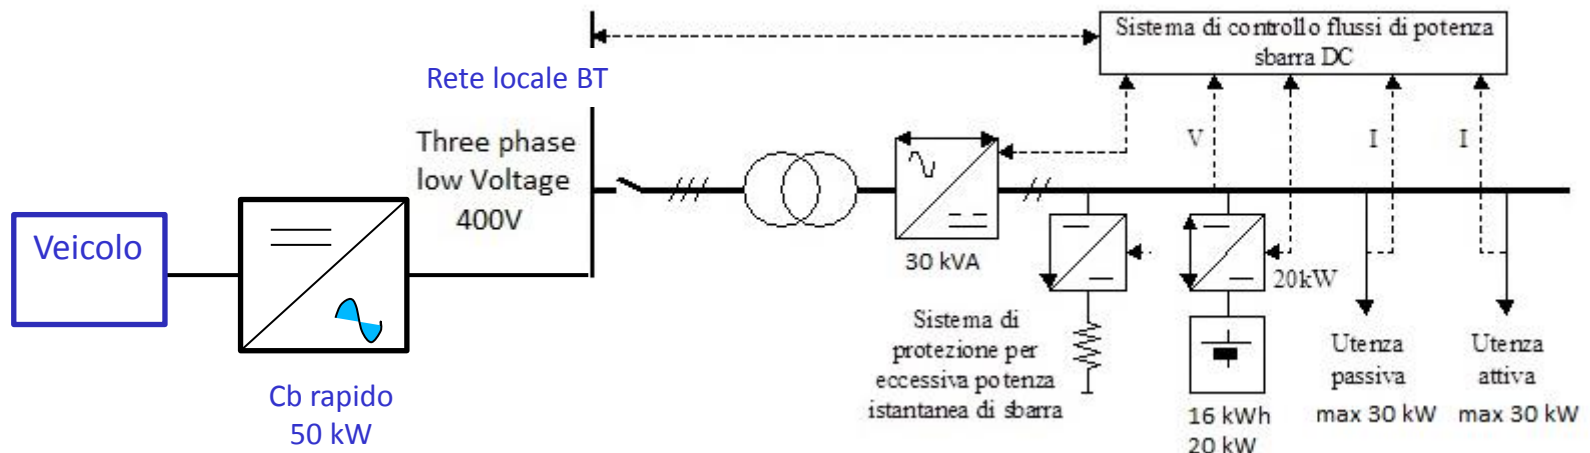 Sistema di controllo flussi di potenza
sbarra DC
Rete locale BT
Three phase
low Voltage
400V
V
I
I
Veicolo
30 kVA
20kW
Cb rapido
50 kW
Sistema di
protezione per
eccessiva potenza
istantanea di sbarra
16 kWh
20 kW
Utenza
passiva
max 30 kW
Utenza
attiva
max 30 kW